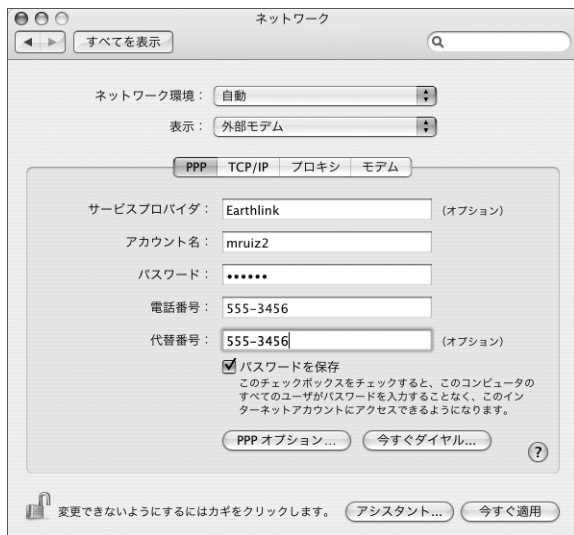 ネットワーク
すべてを表示
ネットワーク環境： 自動
表示： 外部モデム
PPP TCP/IP プロキシ モデム
サービスプロバイダ： Earthlink (オプション)
アカウント名： mruiz2
パスワード： ••••••
電話番号： 555-3456
代替番号： 555-3456 (オプション)
パスワードを保存
このチェックボックスをチェックすると、このコンピュータの
すべてのユーザがパスワードを入力することなく、このイン
ターネットアカウントにアクセスできるようになります。
PPP オプション... 今すぐダイヤル...
?
変更できないようにするにはカギをクリックします。 アシスタント... 今すぐ適用